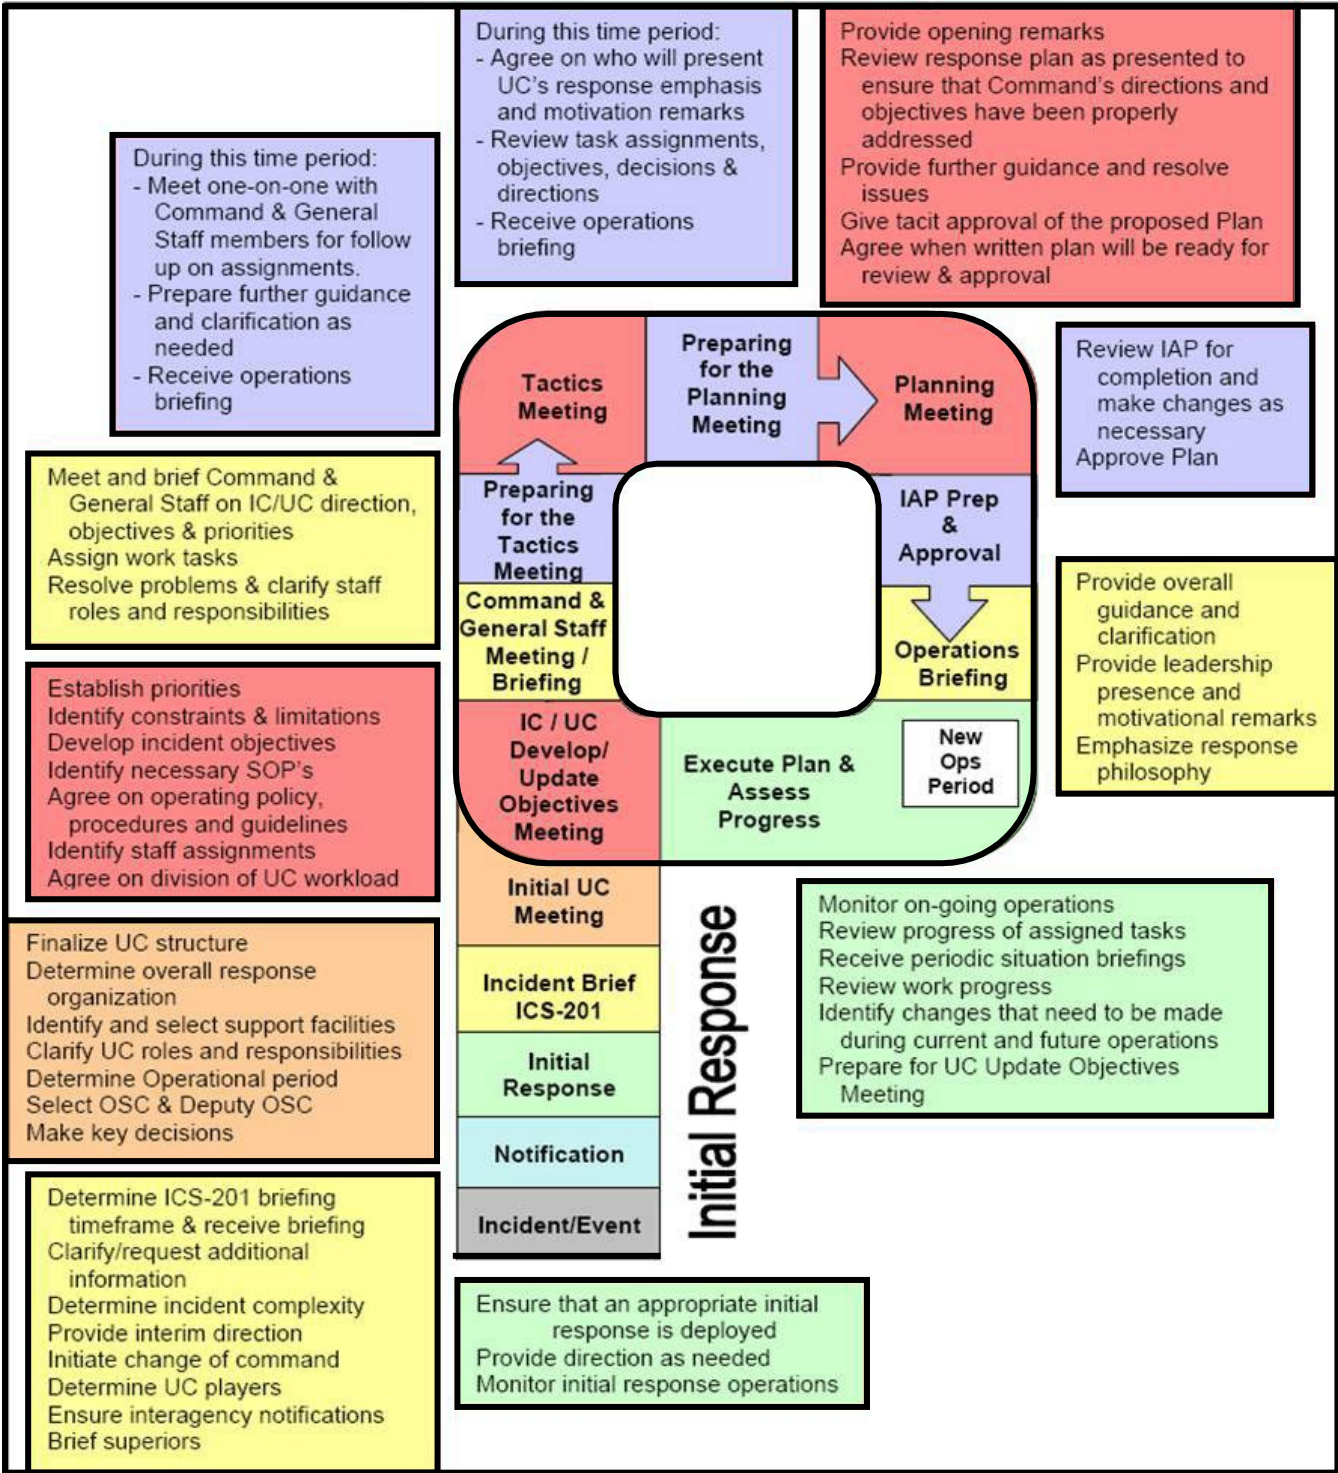 During this time period:
- Agree on who will present
UC's response emphasis
and motivation remarks
- Review task assignments,
objectives, decisions &
directions
- Receive operations
briefing
Provide opening remarks
Review response plan as presented to
ensure that Command's directions and
objectives have been properly
addressed
Provide further guidance and resolve
issues
Give tacit approval of the proposed Plan
Agree when written plan will be ready for
review & approval
During this time period:
- Meet one-on-one with
Command & General
Staff members for follow
up on assignments.
- Prepare further guidance
and clarification as
needed
- Receive operations
briefing
Tactics
Meeting
Preparing
for the
Planning
Meeting
Planning
Meeting
Review IAP for
completion and
make changes as
necessary
Approve Plan
Meet and brief Command &
General Staff on IC/UC direction,
objectives & priorities
Assign work tasks
Resolve problems & clarify staff
roles and responsibilities
Preparing
for the
Tactics
Meeting
IAP Prep
&
Approval
Command &
General Staff
Meeting /
Briefing
Operations
Briefing
Provide overall
guidance and
clarification
Provide leadership
presence and
motivational remarks
Emphasize response
philosophy
Establish priorities
Identify constraints & limitations
Develop incident objectives
Identify necessary SOP's
Agree on operating policy,
procedures and guidelines
Identify staff assignments
Agree on division of UC workload
IC / UC
Develop/
Update
Objectives
Meeting
Execute Plan &
Assess
Progress
New
Ops
Period
Finalize UC structure
Determine overall response
organization
Identify and select support facilities
Clarify UC roles and responsibilities
Determine Operational period
Select OSC & Deputy OSC
Make key decisions
Initial UC
Meeting
Incident Brief
ICS-201
Initial
Response
Notification
Incident/Event
Initial Response
Monitor on-going operations
Review progress of assigned tasks
Receive periodic situation briefings
Review work progress
Identify changes that need to be made
during current and future operations
Prepare for UC Update Objectives
Meeting
Determine ICS-201 briefing
timeframe & receive briefing
Clarify/request additional
information
Determine incident complexity
Provide interim direction
Initiate change of command
Determine UC players
Ensure interagency notifications
Brief superiors
Ensure that an appropriate initial
response is deployed
Provide direction as needed
Monitor initial response operations